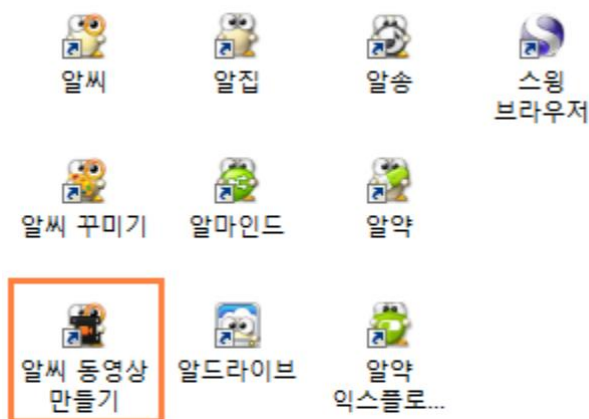 알씨
알집
알송
스윙
브라우저
알씨 꾸미기
알마인드
알약
알씨 동영상
만들기
알드라이브
알약
익스플로...